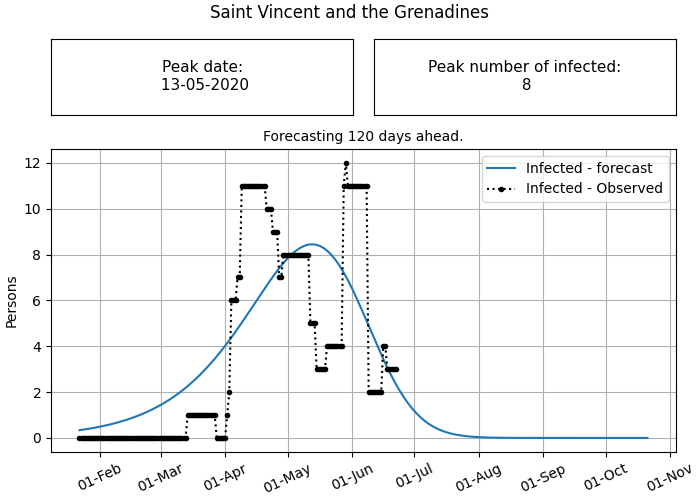 Saint Vincent and the Grenadines
Peak date:
13-05-2020
Peak number of infected:
8
Forecasting 120 days ahead.
Infected - forecast
Infected - Observed
Persons
12
10
8
6
4
2
0
01-Feb
01-Mar
01-Apr
01-May
01-Jun
01-Jul
01-Aug
01-Sep
01-Oct
01-Nov